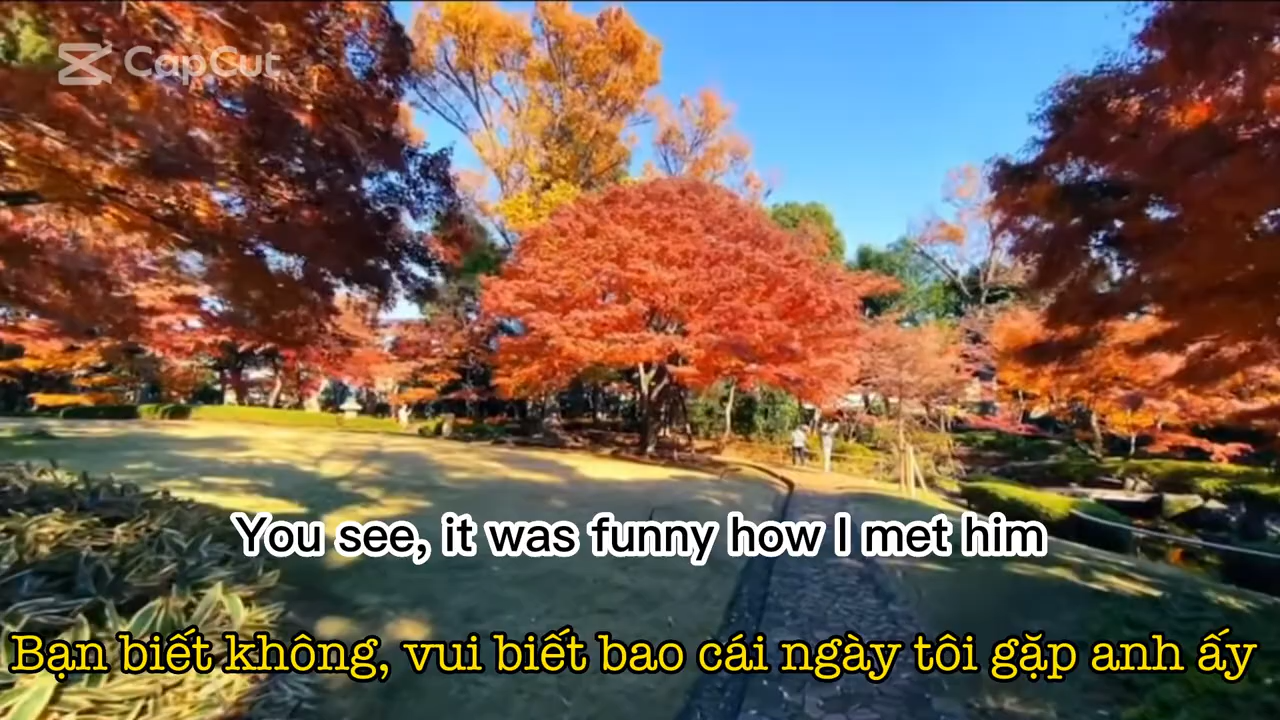 CapCut
You see, it was funny how I met him
Bạn biết không, vui biết bao cái ngày tôi gặp anh ấy